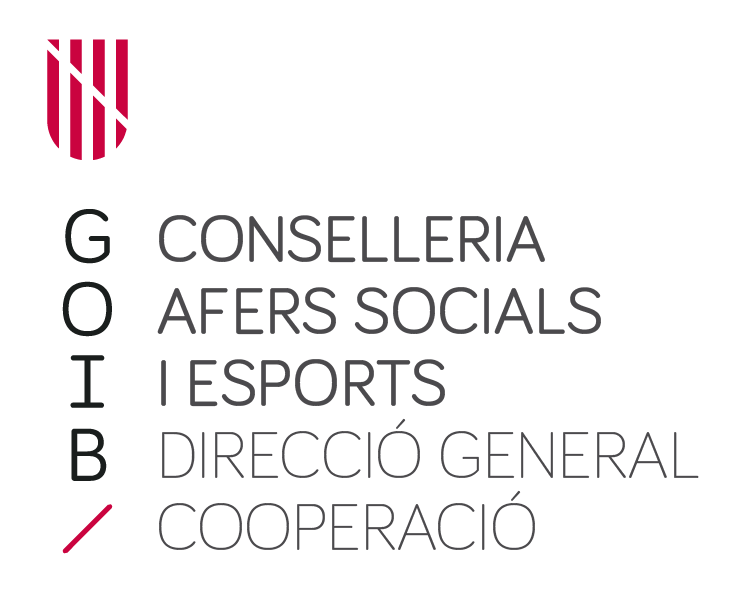 G CONSELLERIA
O AFERS SOCIALS
I I ESPORTS
B DIRECCIÓ GENERAL
/ COOPERACIÓ